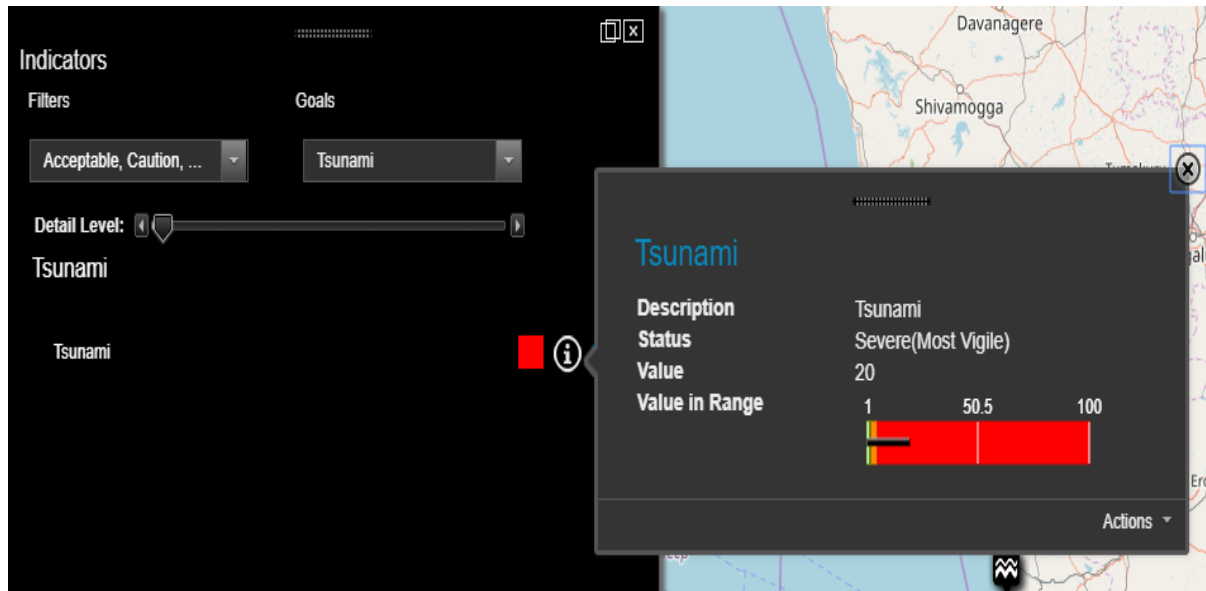 Indicators
Filters Goals
Acceptable, Caution, ... Tsunami
Detail Level:
Tsunami
Tsunami
Tsunami
Description Tsunami
Status Severe(Most Vigile)
Value 20
Value in Range
1 50.5 100
Actions
Davanagere
Shivamogga